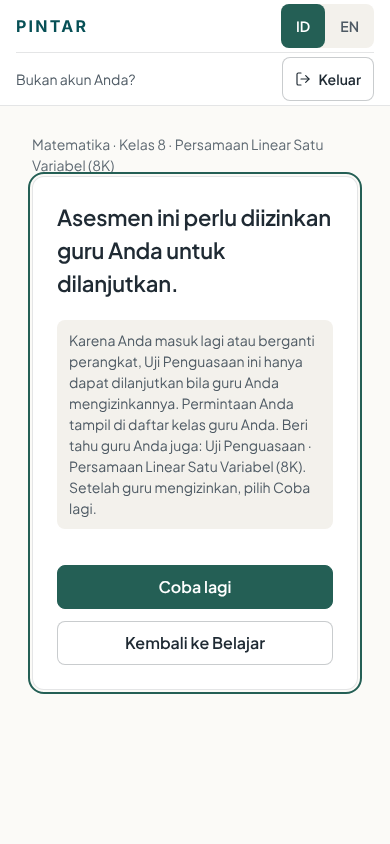 PINTAR
ID
EN
Bukan akun Anda?
Keluar
Matematika · Kelas 8 · Persamaan Linear Satu
Variabel (8K)
Asesmen ini perlu diizinkan
guru Anda untuk
dilanjutkan.
Karena Anda masuk lagi atau berganti
perangkat, Uji Penguasaan ini hanya
dapat dilanjutkan bila guru Anda
mengizinkannya. Permintaan Anda
tampil di daftar kelas guru Anda. Beri
tahu guru Anda juga: Uji Penguasaan ·
Persamaan Linear Satu Variabel (8K).
Setelah guru mengizinkan, pilih Coba
lagi.
Coba lagi
Kembali ke Belajar